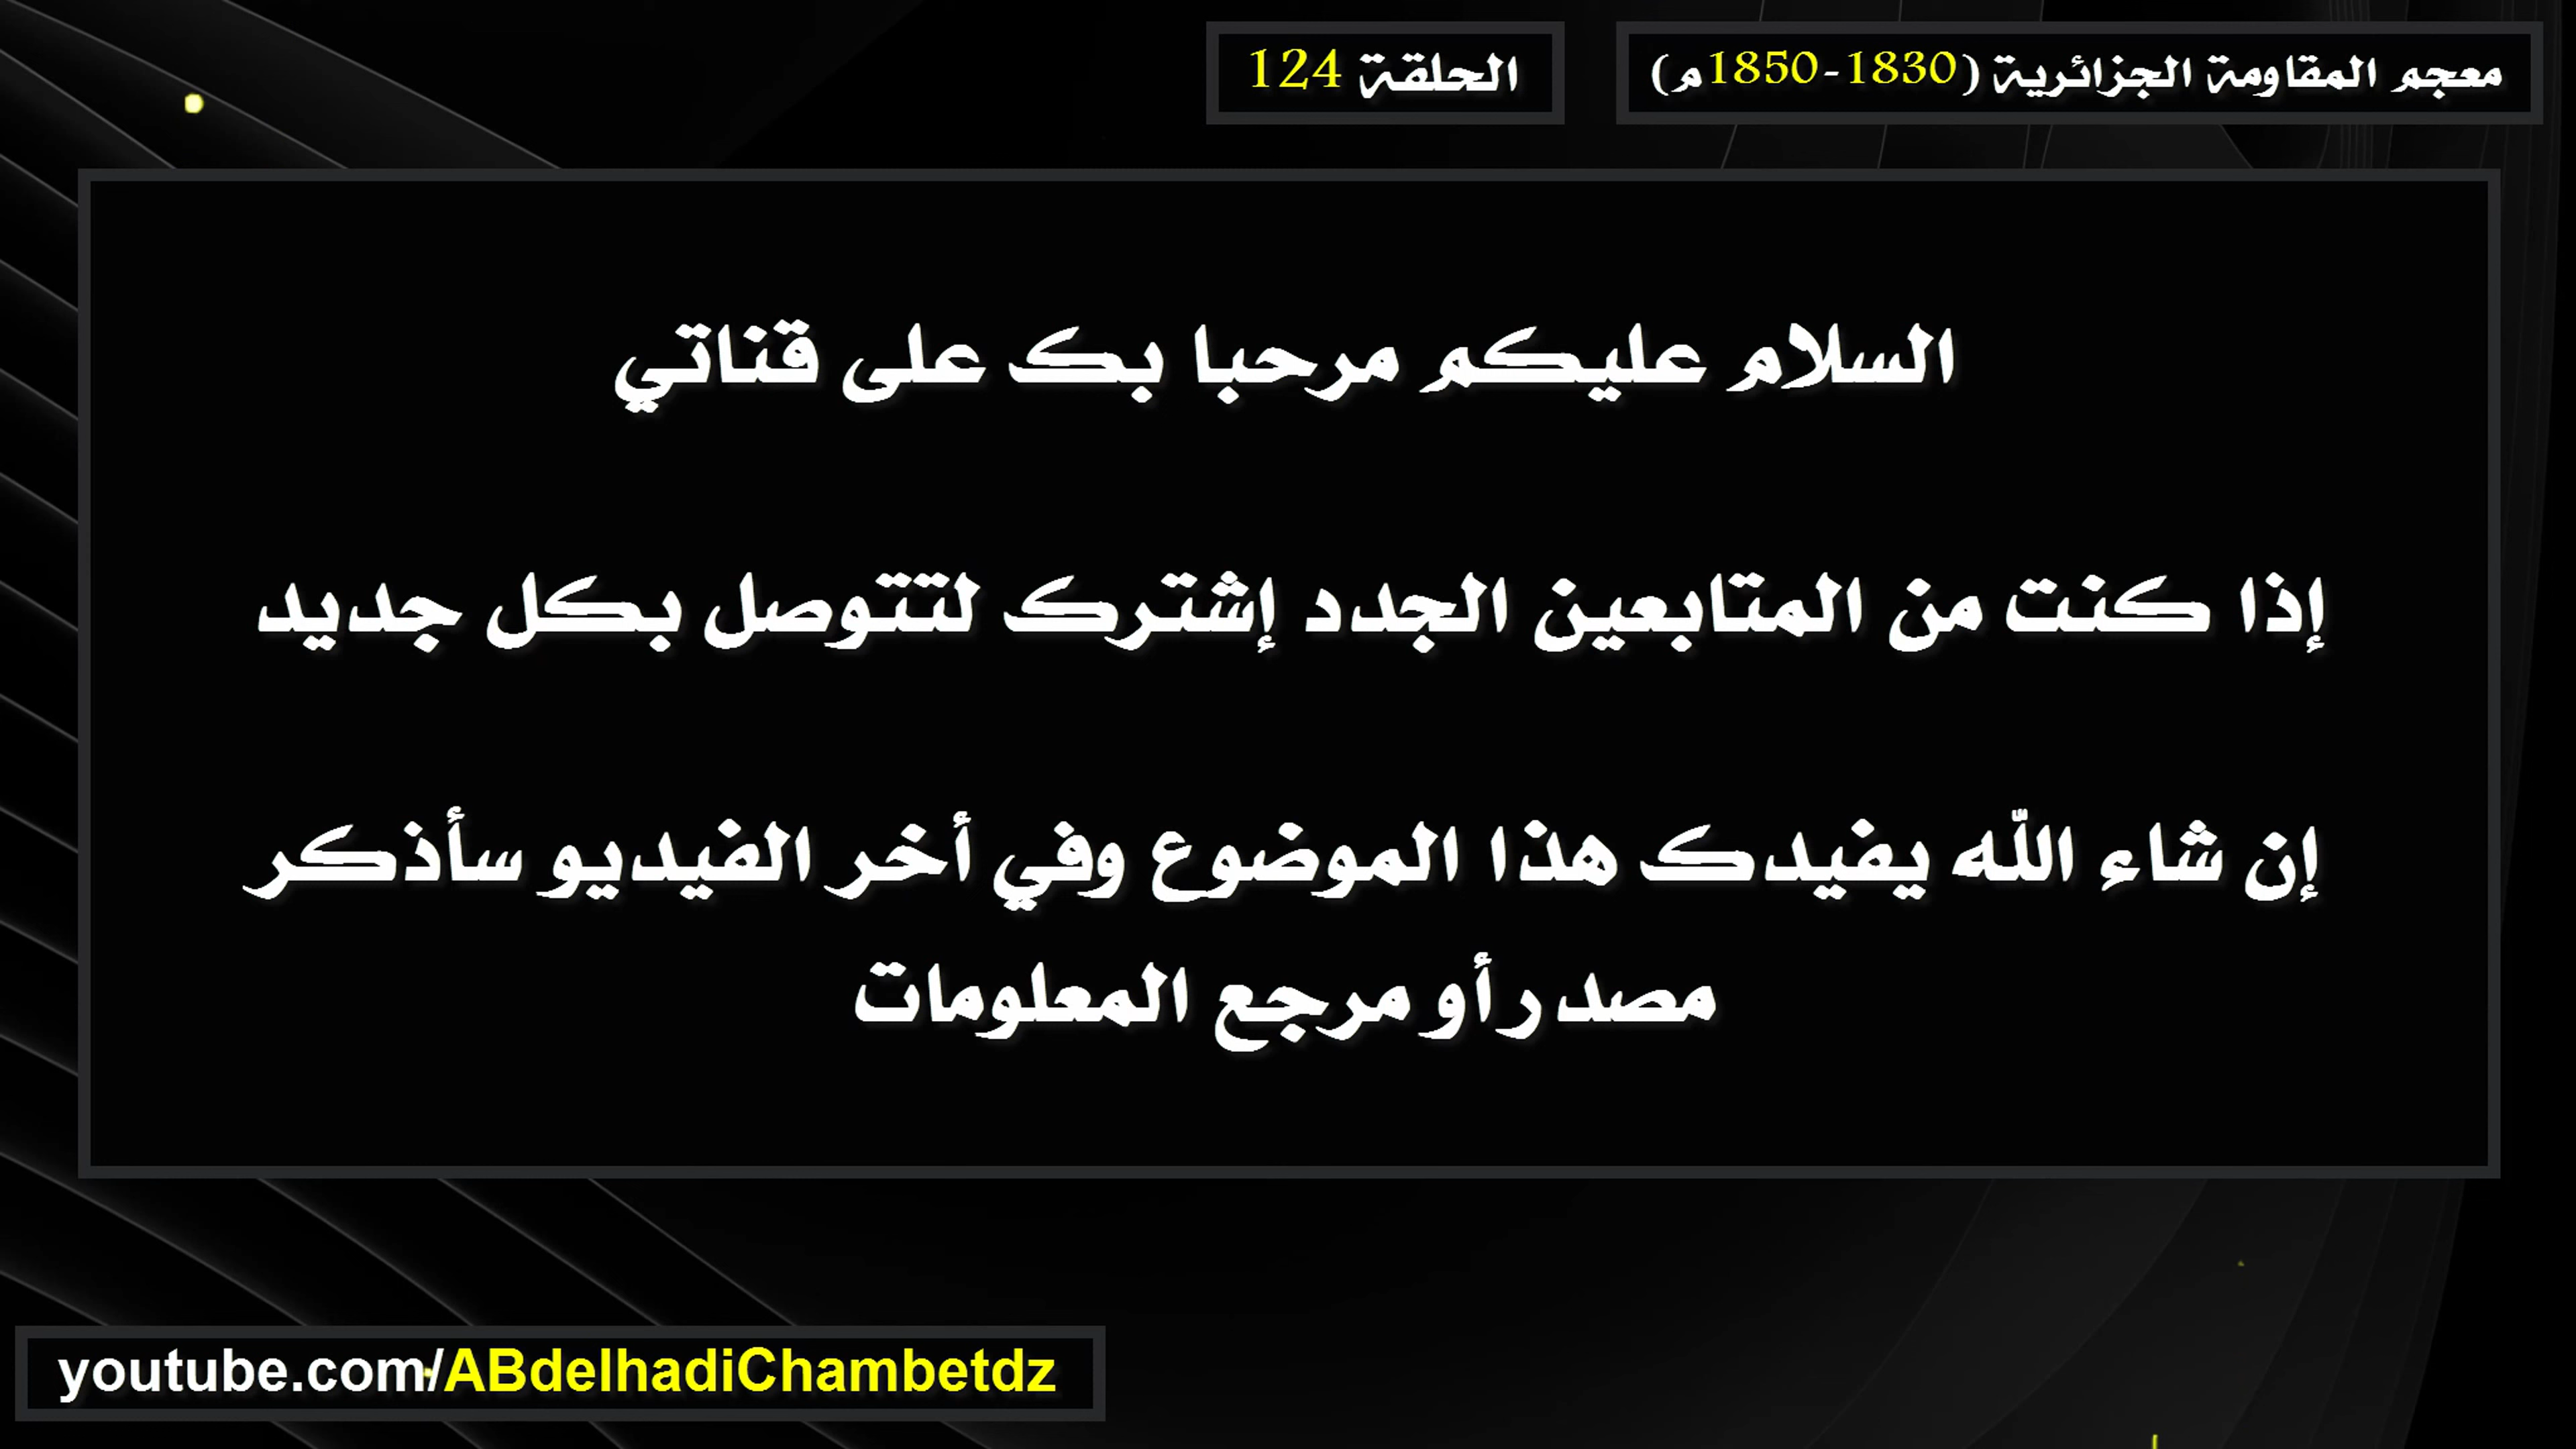 معجم المقاومة الجزائرية (1830-1850م)
الحلقة 124
السلام عليكم مرحبا بك على قناتي
إذا كنت من المتابعين الجدد إشترك لتتوصل بكل جديد
إن شاء الله يفيدك هذا الموضوع وفي أخر الفيديو سأذكر
مصدر أو مرجع المعلومات
youtube.com/ABdelhadiChambetdz